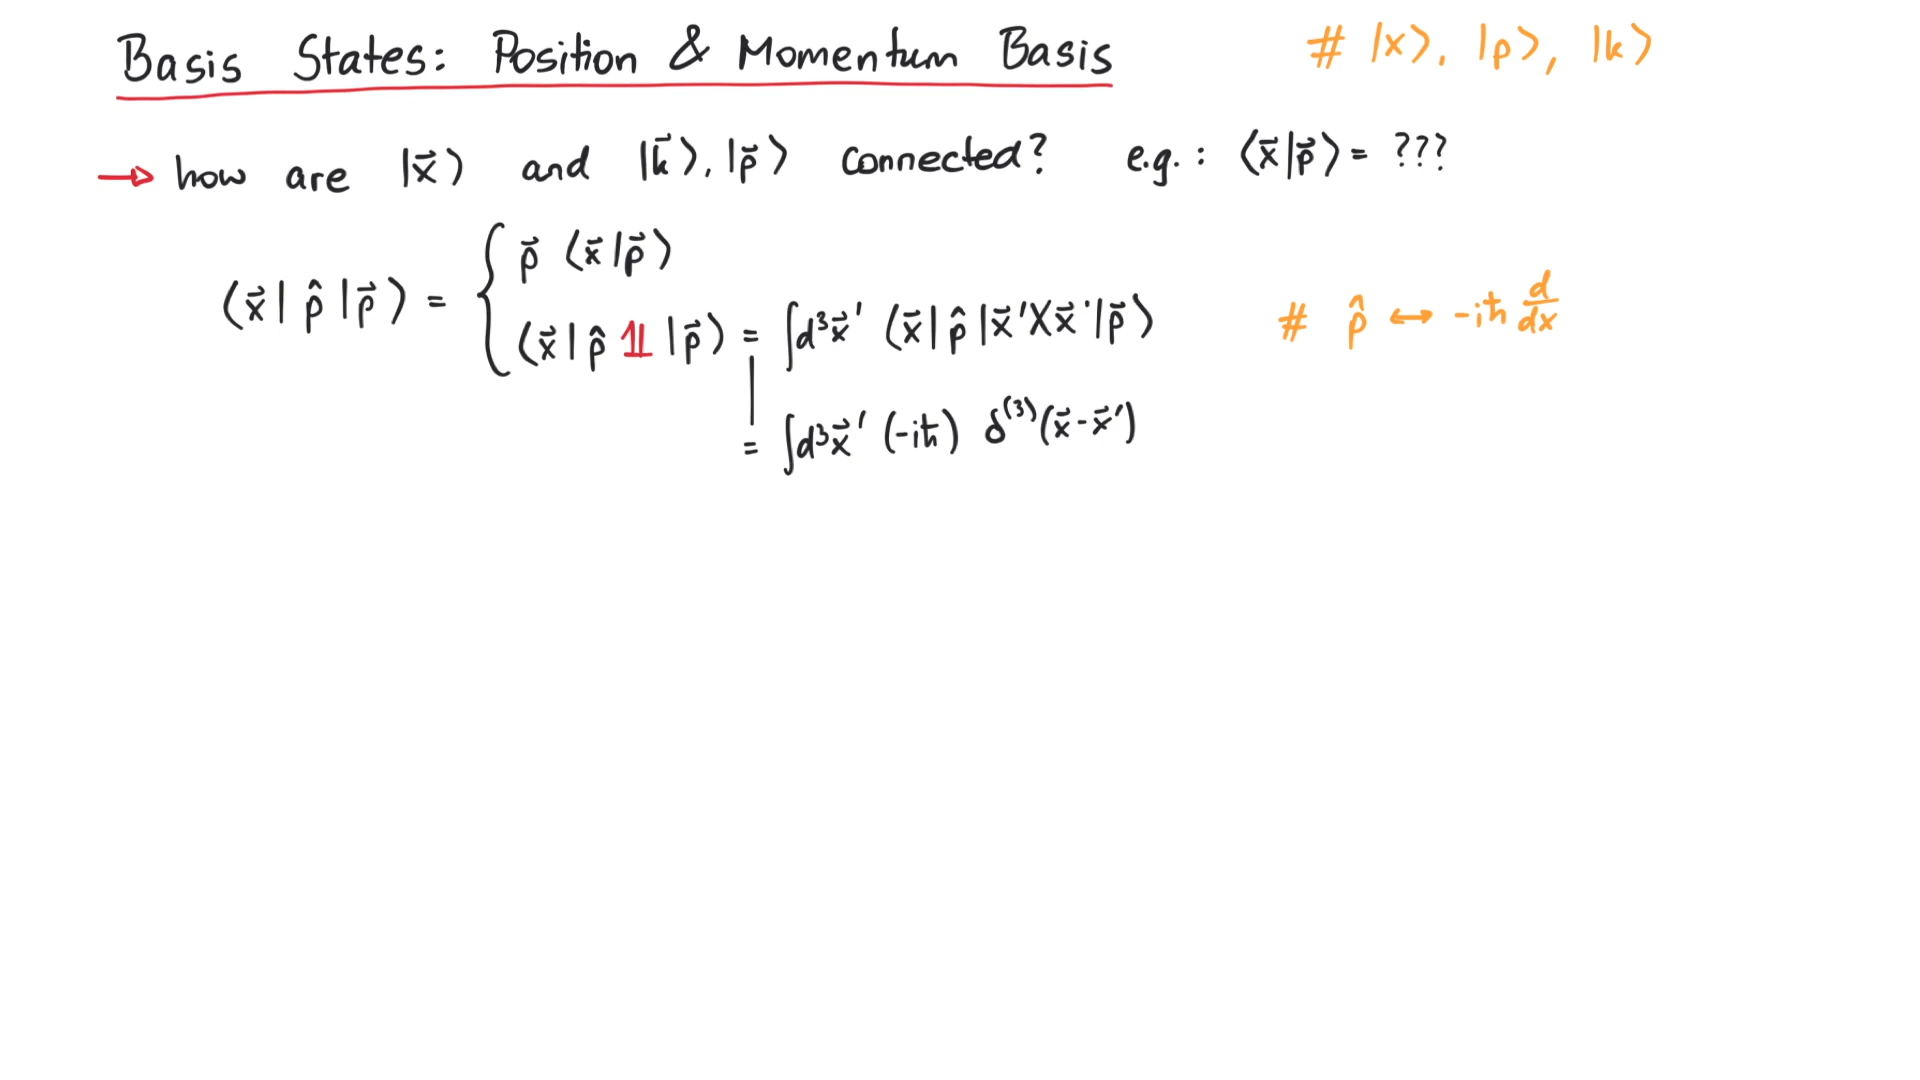 Basis States: Position & Momentum Basis # |x⟩, |p⟩, |k⟩
→ how are |x⃗⟩ and |k⃗⟩, |p⃗⟩ connected? e.g.: ⟨x⃗|p⃗⟩ = ???
⟨x⃗| p̂ |p⃗⟩ = { p⃗ ⟨x⃗|p⃗⟩
⟨x⃗| p̂ 𝟙 |p⃗⟩ = ∫d³x⃗' ⟨x⃗| p̂ |x⃗'⟩⟨x⃗'|p⃗⟩ # p̂ ↔ -iħ d/dx
= ∫d³x⃗' (-iħ) δ⁽³⁾(x⃗-x⃗')